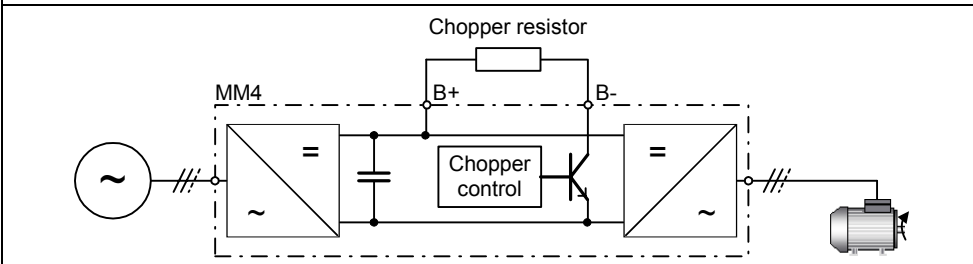 Chopper resistor
MM4
B+
B-
=
Chopper
control
=
~
~
~